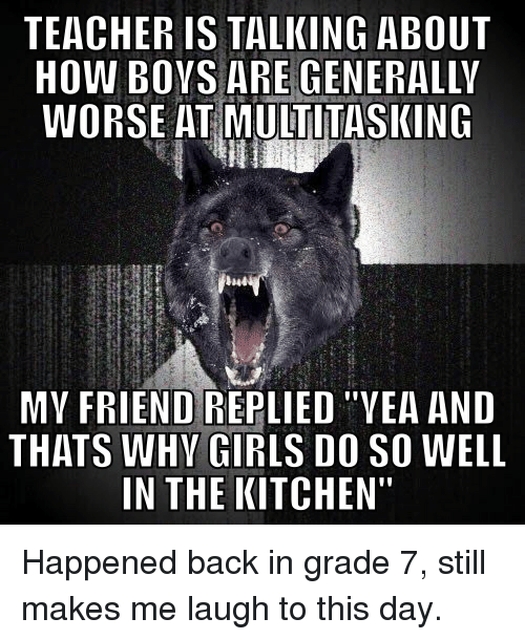 TEACHER IS TALKING ABOUT
HOW BOYS ARE GENERALLY
WORSE AT MULTITASKING
MY FRIEND REPLIED "YEA AND
THATS WHY GIRLS DO SO WELL
IN THE KITCHEN"
Happened back in grade 7, still
makes me laugh to this day.